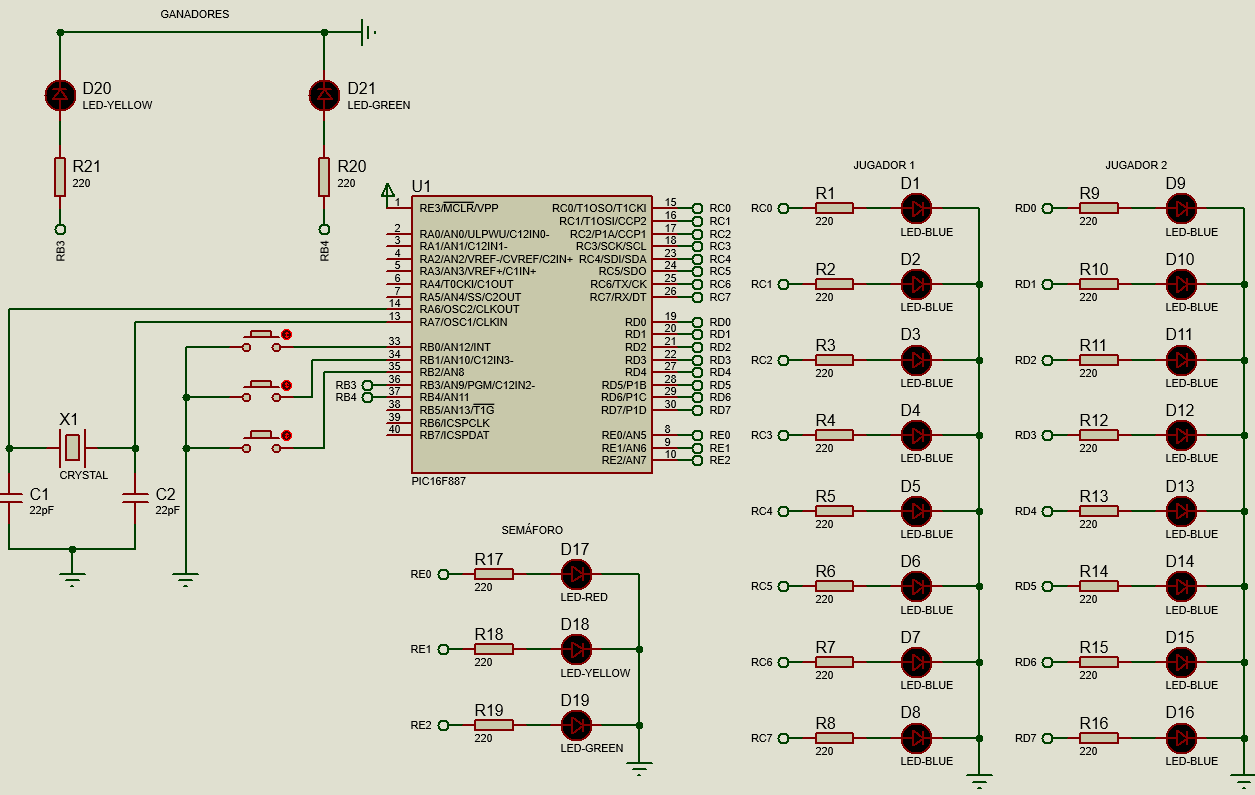 GANADORES
D20
LED-YELLOW
D21
LED-GREEN
R21
220
R20
220
RB3
RB4
U1
1
RE3/MCLR/VPP
2
RA0/AN0/ULPWU/C12IN0-
3
RA1/AN1/C12IN1-
4
RA2/AN2/VREF-/CVREF/C2IN+
5
RA3/AN3/VREF+/C1IN+
6
RA4/T0CKI/C1OUT
7
RA5/AN4/SS/C2OUT
14
RA6/OSC2/CLKOUT
13
RA7/OSC1/CLKIN
33
RB0/AN12/INT
34
RB1/AN10/C12IN3-
35
RB2/AN8
RB3
36
RB3/AN9/PGM/C12IN2-
RB4
37
RB4/AN11
38
RB5/AN13/T1G
39
RB6/ICSPCLK
40
RB7/ICSPDAT
RC0/T1OSO/T1CKI
15
RC0
RC1/T1OSI/CCP2
16
RC1
RC2/P1A/CCP1
17
RC2
RC3/SCK/SCL
18
RC3
RC4/SDI/SDA
23
RC4
RC5/SDO
24
RC5
RC6/TX/CK
25
RC6
RC7/RX/DT
26
RC7
RD0
19
RD0
RD1
20
RD1
RD2
21
RD2
RD3
22
RD3
RD4
27
RD4
RD5/P1B
28
RD5
RD6/P1C
29
RD6
RD7/P1D
30
RD7
RE0/AN5
8
RE0
RE1/AN6
9
RE1
RE2/AN7
10
RE2
PIC16F887
X1
CRYSTAL
C1
22pF
C2
22pF
SEMÁFORO
RE0
R17
220
D17
LED-RED
RE1
R18
220
D18
LED-YELLOW
RE2
R19
220
D19
LED-GREEN
JUGADOR 1
RC0
R1
220
D1
LED-BLUE
RC1
R2
220
D2
LED-BLUE
RC2
R3
220
D3
LED-BLUE
RC3
R4
220
D4
LED-BLUE
RC4
R5
220
D5
LED-BLUE
RC5
R6
220
D6
LED-BLUE
RC6
R7
220
D7
LED-BLUE
RC7
R8
220
D8
LED-BLUE
JUGADOR 2
RD0
R9
220
D9
LED-BLUE
RD1
R10
220
D10
LED-BLUE
RD2
R11
220
D11
LED-BLUE
RD3
R12
220
D12
LED-BLUE
RD4
R13
220
D13
LED-BLUE
RD5
R14
220
D14
LED-BLUE
RD6
R15
220
D15
LED-BLUE
RD7
R16
220
D16
LED-BLUE